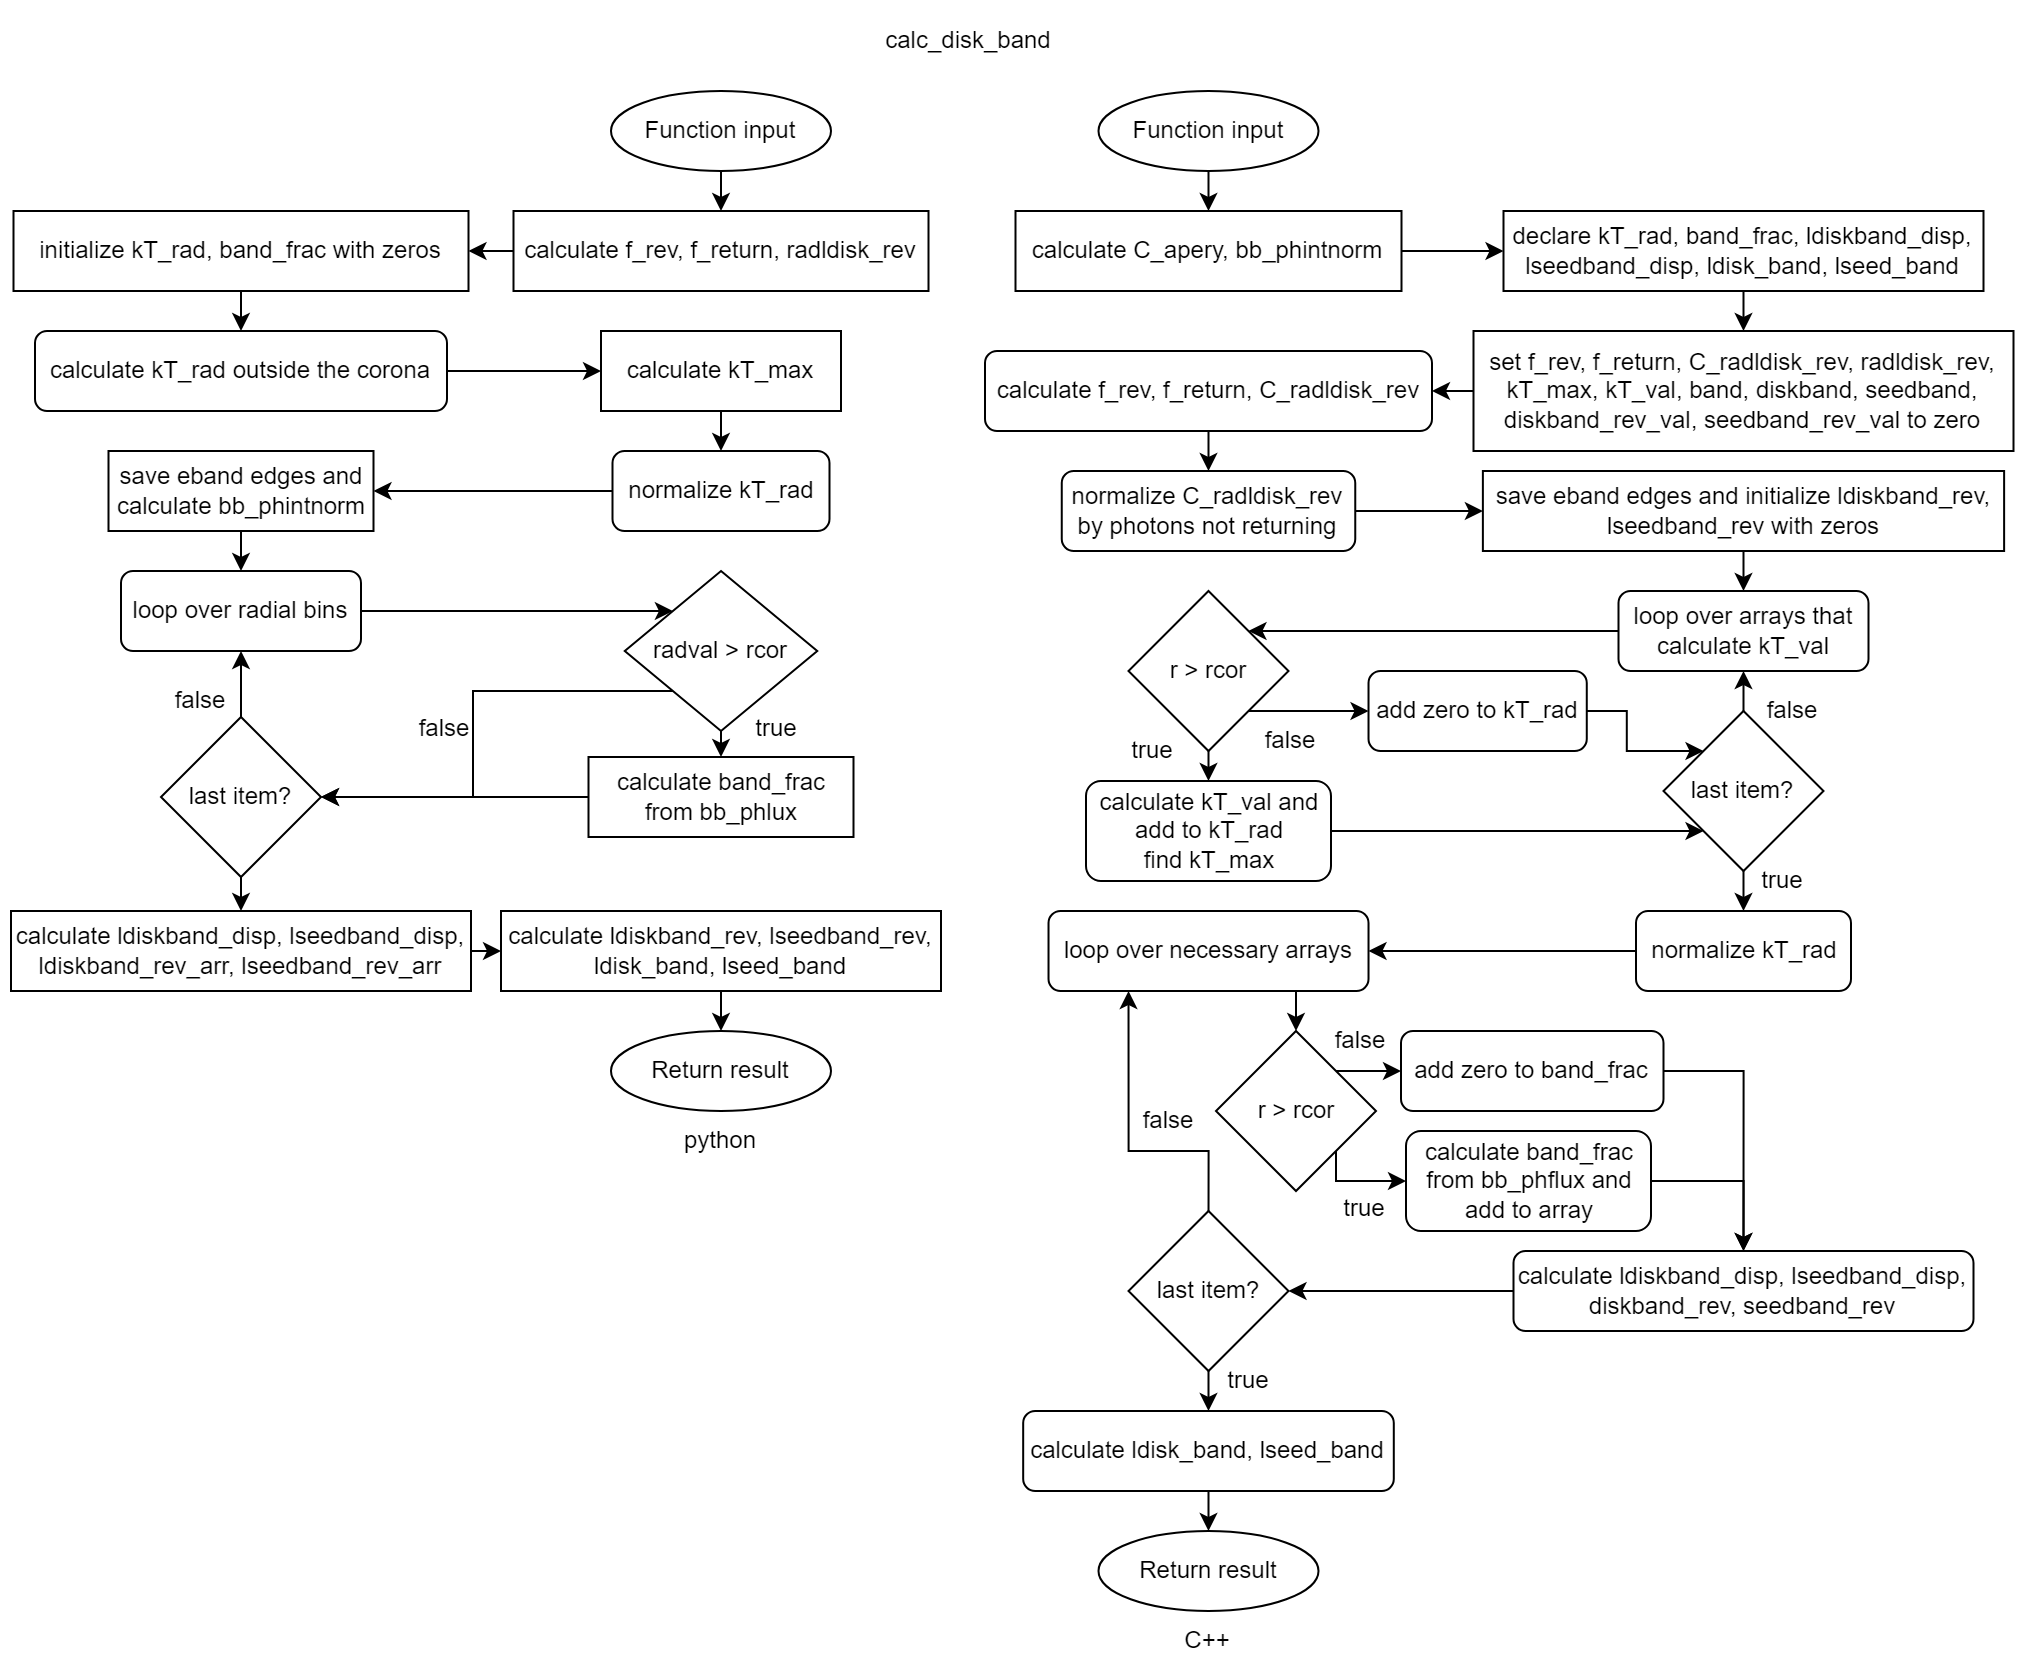 calc_disk_band
Function input
calculate f_rev, f_return, radldisk_rev
initialize kT_rad, band_frac with zeros
calculate kT_rad outside the corona
calculate kT_max
normalize kT_rad
save eband edges and
calculate bb_phintnorm
loop over radial bins
radval > rcor
false
true
calculate band_frac
from bb_phlux
last item?
false
calculate ldiskband_disp, lseedband_disp,
ldiskband_rev_arr, lseedband_rev_arr
calculate ldiskband_rev, lseedband_rev,
ldisk_band, lseed_band
Return result
python
Function input
calculate C_apery, bb_phintnorm
declare kT_rad, band_frac, ldiskband_disp,
lseedband_disp, ldisk_band, lseed_band
set f_rev, f_return, C_radldisk_rev, radldisk_rev,
kT_max, kT_val, band, diskband, seedband,
diskband_rev_val, seedband_rev_val to zero
calculate f_rev, f_return, C_radldisk_rev
normalize C_radldisk_rev
by photons not returning
save eband edges and initialize ldiskband_rev,
lseedband_rev with zeros
loop over arrays that
calculate kT_val
r > rcor
false
add zero to kT_rad
true
calculate kT_val and
add to kT_rad
find kT_max
last item?
false
true
normalize kT_rad
loop over necessary arrays
r > rcor
false
add zero to band_frac
true
calculate band_frac
from bb_phflux and
add to array
calculate ldiskband_disp, lseedband_disp,
diskband_rev, seedband_rev
last item?
false
true
calculate ldisk_band, lseed_band
Return result
C++